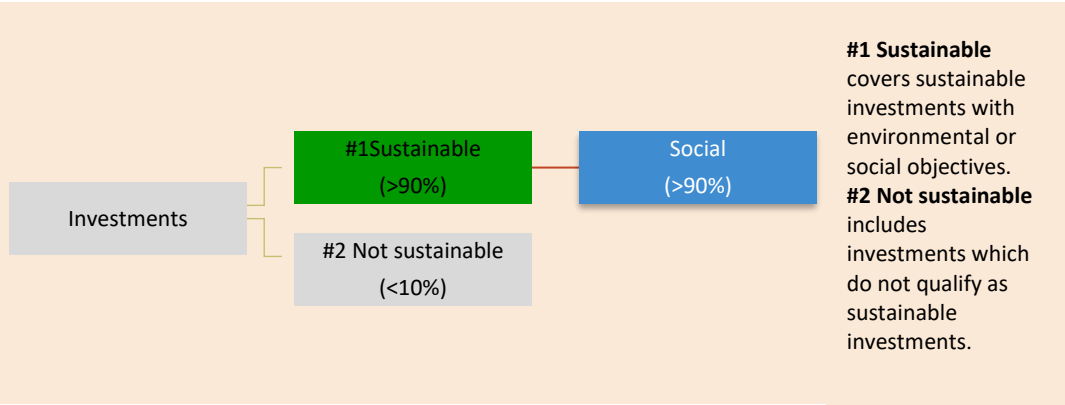 Investments
#1Sustainable
(>90%)
Social
(>90%)
#2 Not sustainable
(<10%)
#1 Sustainable
covers sustainable
investments with
environmental or
social objectives.
#2 Not sustainable
includes
investments which
do not qualify as
sustainable
investments.